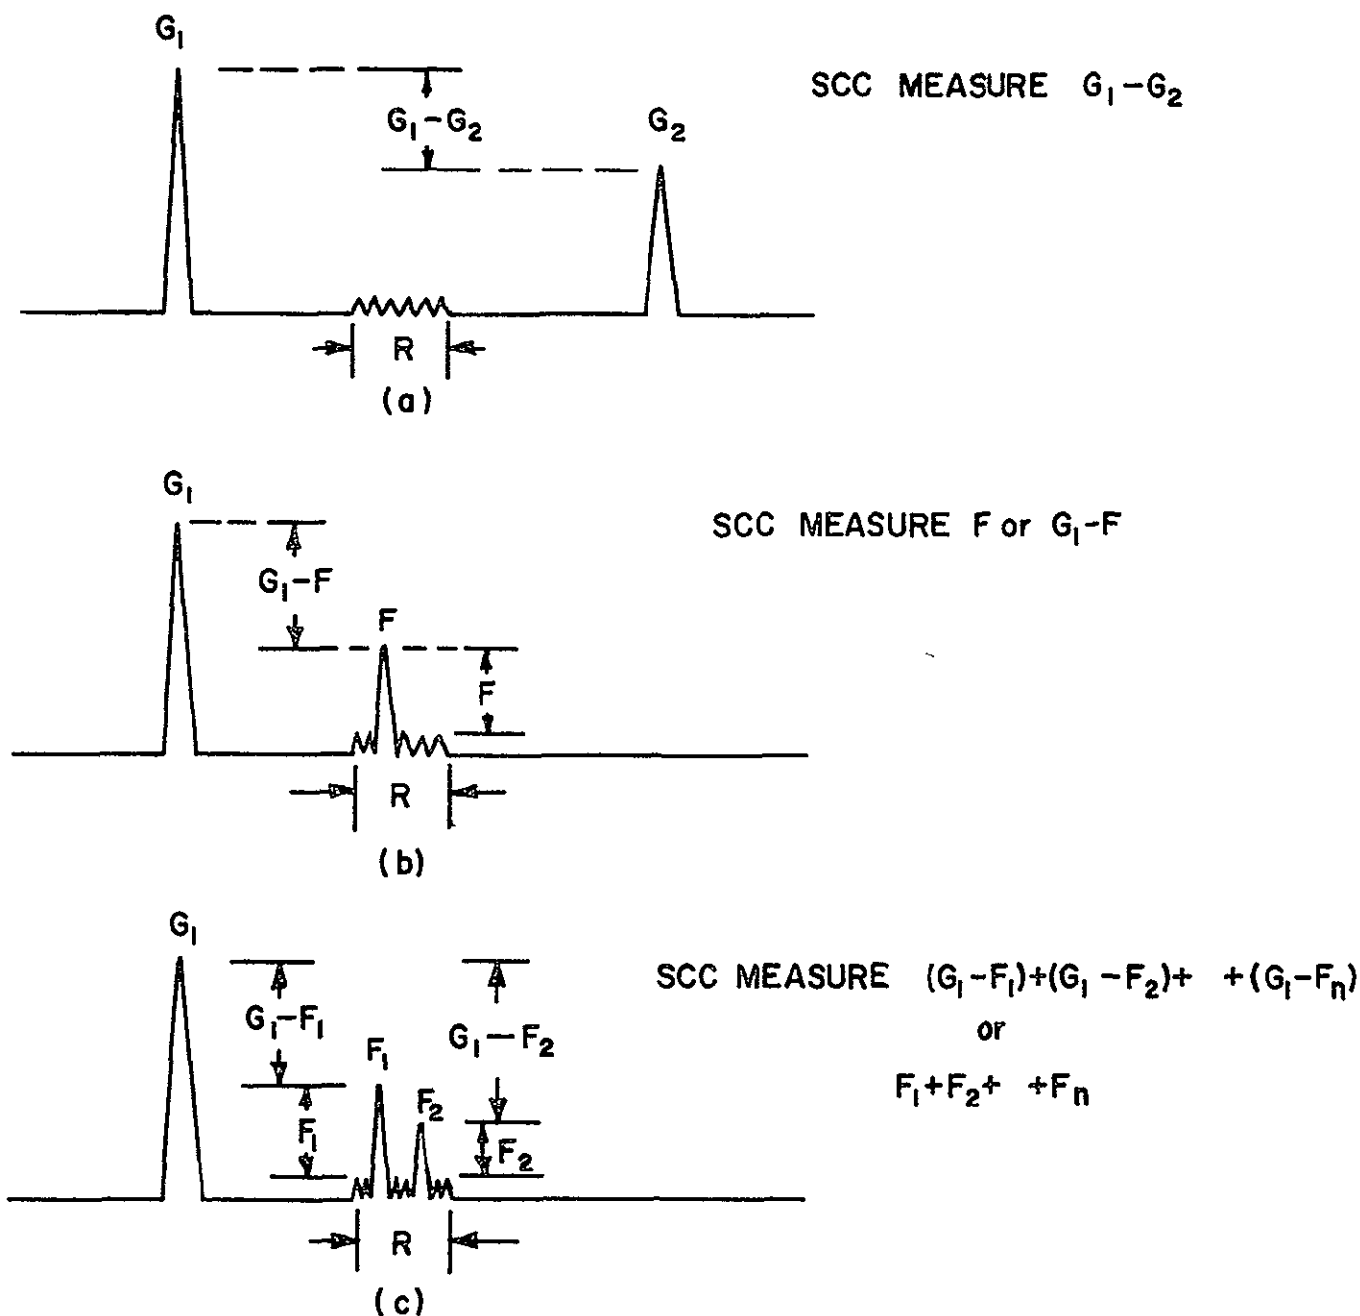 G₁
SCC MEASURE G₁-G₂
G₁-G₂
G₂
R
(a)
G₁
SCC MEASURE F or G₁-F
G₁-F
F
F
R
(b)
G₁
SCC MEASURE (G₁-F₁)+(G₁-F₂)+ +(G₁-Fₙ)
or
F₁+F₂+ +Fₙ
G₁-F₁
G₁-F₂
F₁
F₂
F₁
F₂
R
(c)